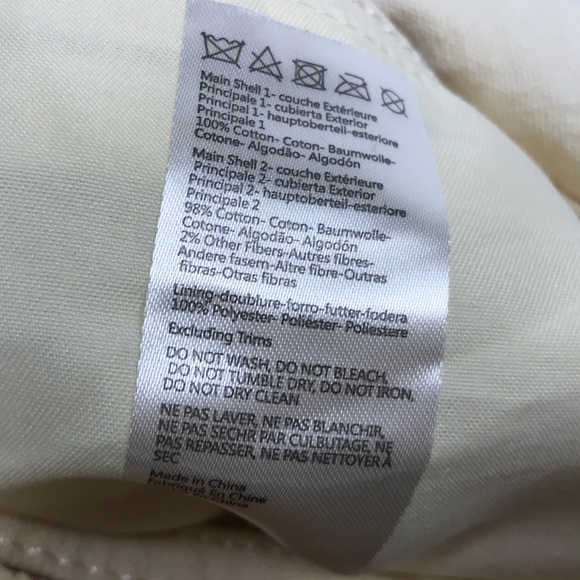 Main Shell 1- couche Extérieure
Principale 1- cubierta Exterior
Principal 1- hauptoberteil-esteriore
Principale 1
100% Cotton- Coton- Baumwolle-
Cotone- Algodão- Algodón
Main Shell 2- couche Extérieure
Principale 2- cubierta Exterior
Principal 2- hauptoberteil-esteriore
Principale 2
98% Cotton- Coton- Baumwolle-
Cotone- Algodão- Algodón
2% Other Fibers-Autres fibres-
Andere fasern-Altre fibre-Outras
fibras-Otras fibras
Lining-doublure-forro-futter-fodera
100% Polyester- Poliéster- Poliestere
Excluding Trims
DO NOT WASH, DO NOT BLEACH,
DO NOT TUMBLE DRY, DO NOT IRON,
DO NOT DRY CLEAN
NE PAS LAVER, NE PAS BLANCHIR,
NE PAS SECHR PAR CULBUTAGE, NE
PAS REPASSER, NE PAS NETTOYER À
SEC
Made in China
Fabriqué En Chine
China